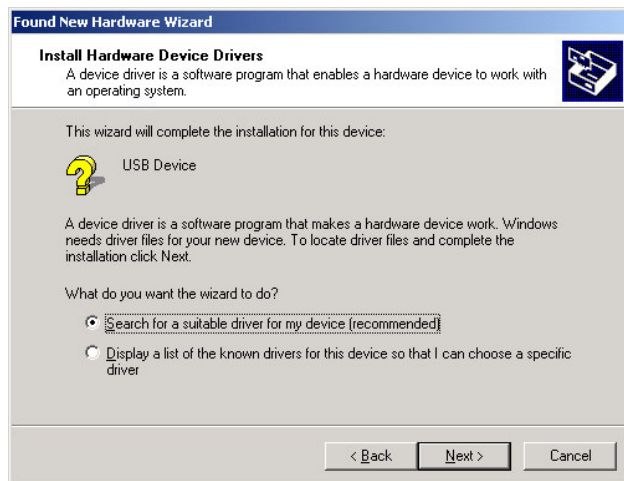 Found New Hardware Wizard
Install Hardware Device Drivers
A device driver is a software program that enables a hardware device to work with
an operating system.
This wizard will complete the installation for this device:
USB Device
A device driver is a software program that makes a hardware device work. Windows
needs driver files for your new device. To locate driver files and complete the
installation click Next.
What do you want the wizard to do?
Search for a suitable driver for my device (recommended)
Display a list of the known drivers for this device so that I can choose a specific
driver
< Back Next > Cancel